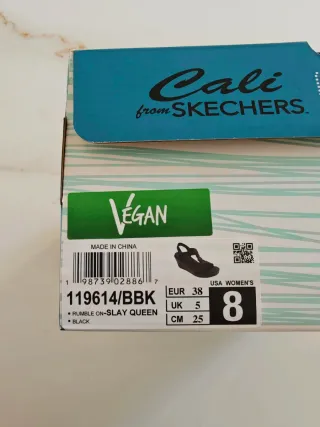 Cali
from SKECHERS™
VEGAN
MADE IN CHINA
1 98739 02886 7
119614/BBK
• RUMBLE ON-SLAY QUEEN
• BLACK
EUR 38
UK 5
CM 25
USA WOMEN'S
8